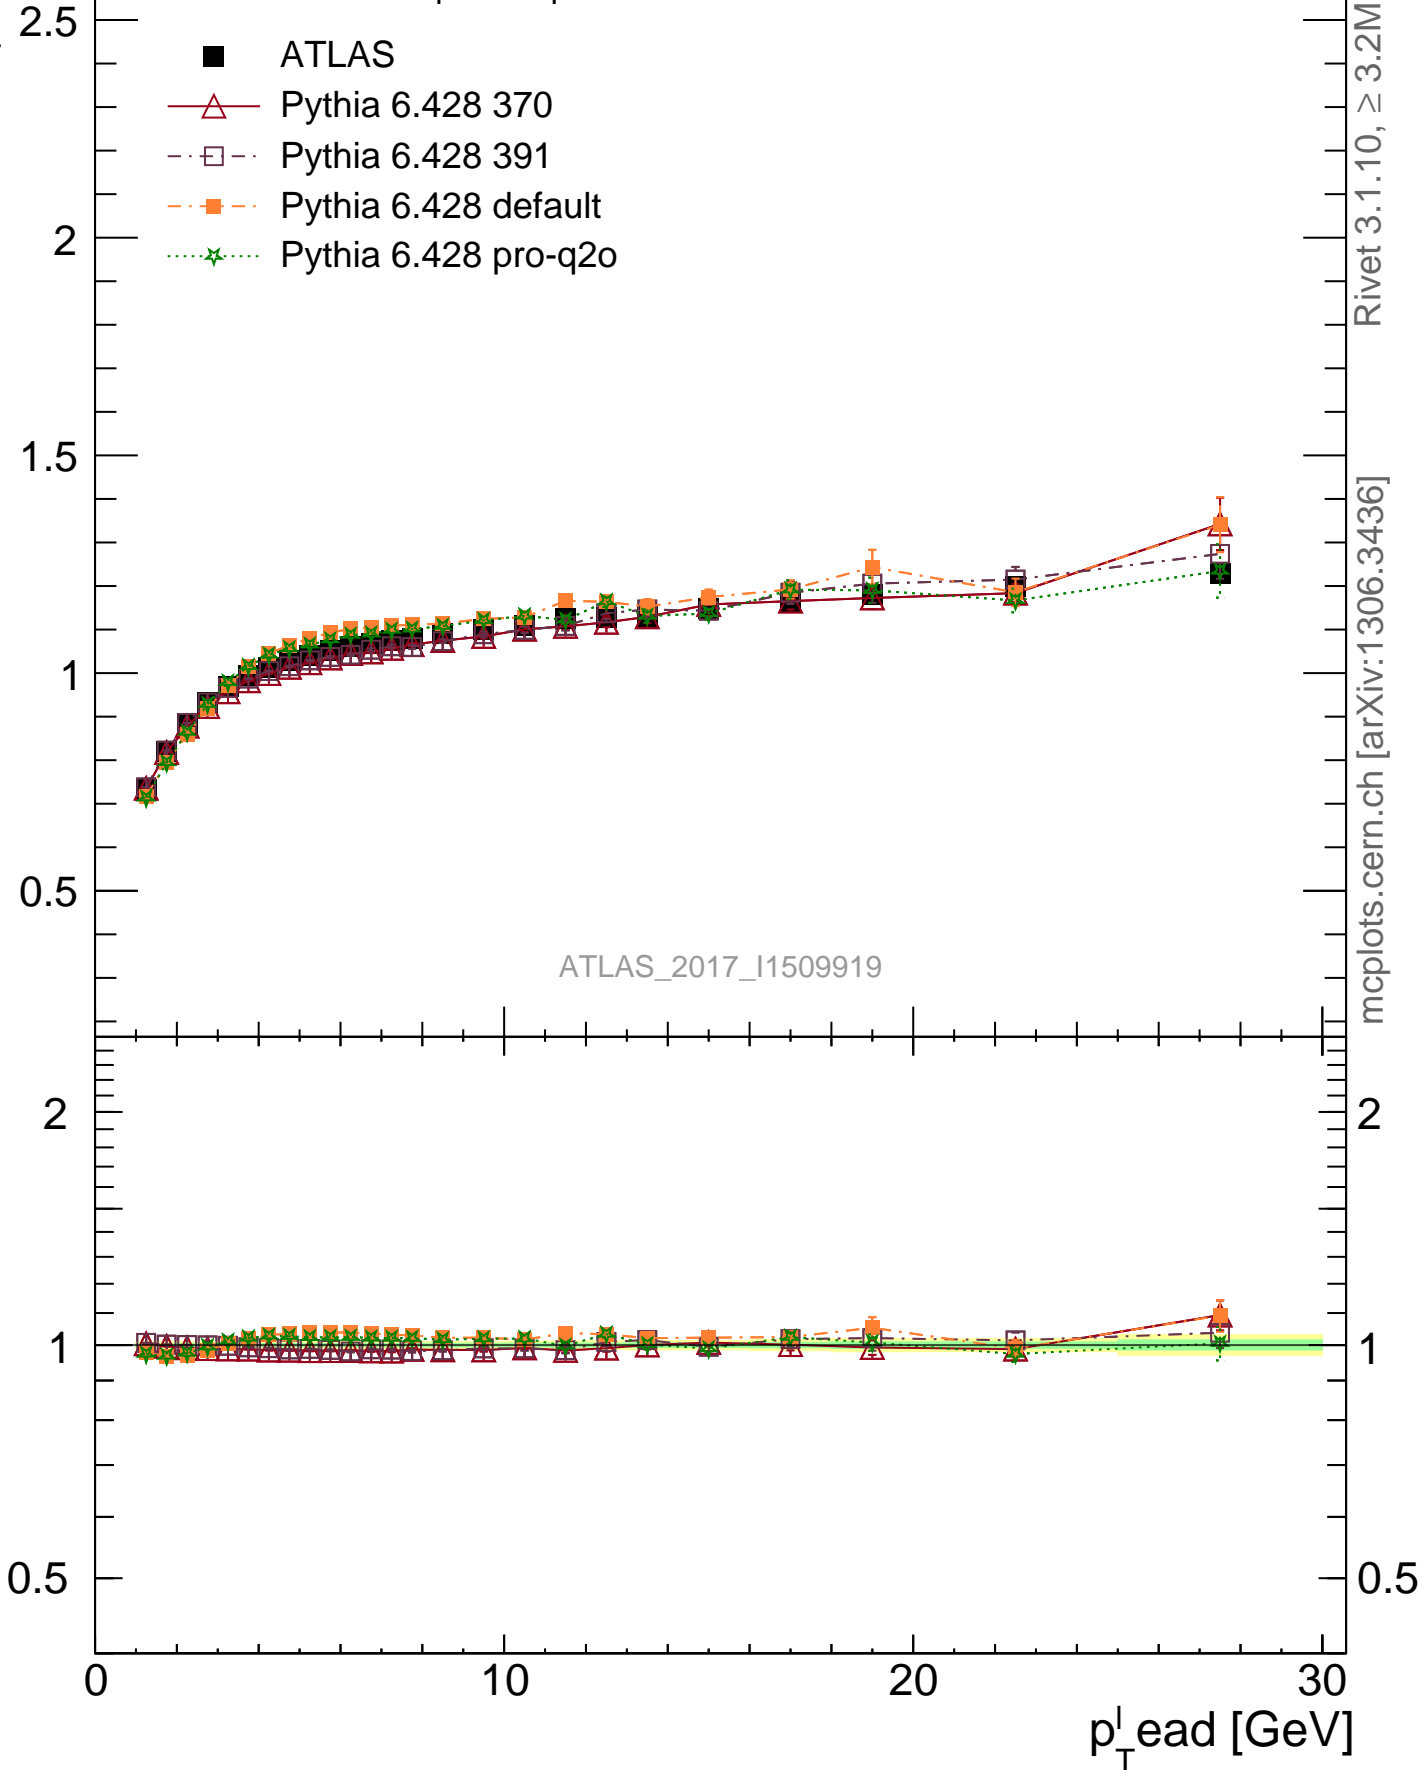 2.5
ATLAS
Pythia 6.428 370
Pythia 6.428 391
Pythia 6.428 default
Pythia 6.428 pro-q2o
2
1.5
1
0.5
ATLAS_2017_I1509919
Rivet 3.1.10, ≥ 3.2M
mcplots.cern.ch [arXiv:1306.3436]
2
2
1
1
0.5
0.5
0
10
20
30
p_T^lead [GeV]